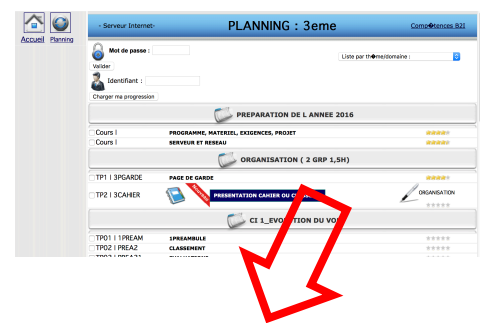 - Serveur Internet-
PLANNING : 3eme
Comp�tences B2I
Accueil
Planning
Mot de passe :
Valider
Liste par th�me/domaine :
Identifiant :
Charger ma progression
PREPARATION DE L ANNEE 2016
Cours |
PROGRAMME, MATERIEL, EXIGENCES, PROJET
Cours |
SERVEUR ET RESEAU
ORGANISATION ( 2 GRP 1,5H)
TP1 | 3PGARDE
PAGE DE GARDE
TP2 | 3CAHIER
PRESENTATION CAHIER OU
ORGANISATION
CI 1_EVOLUTION DU
TP01 | 1PREAM
1PREAMBULE
TP02 | PREA2
CLASSEMENT